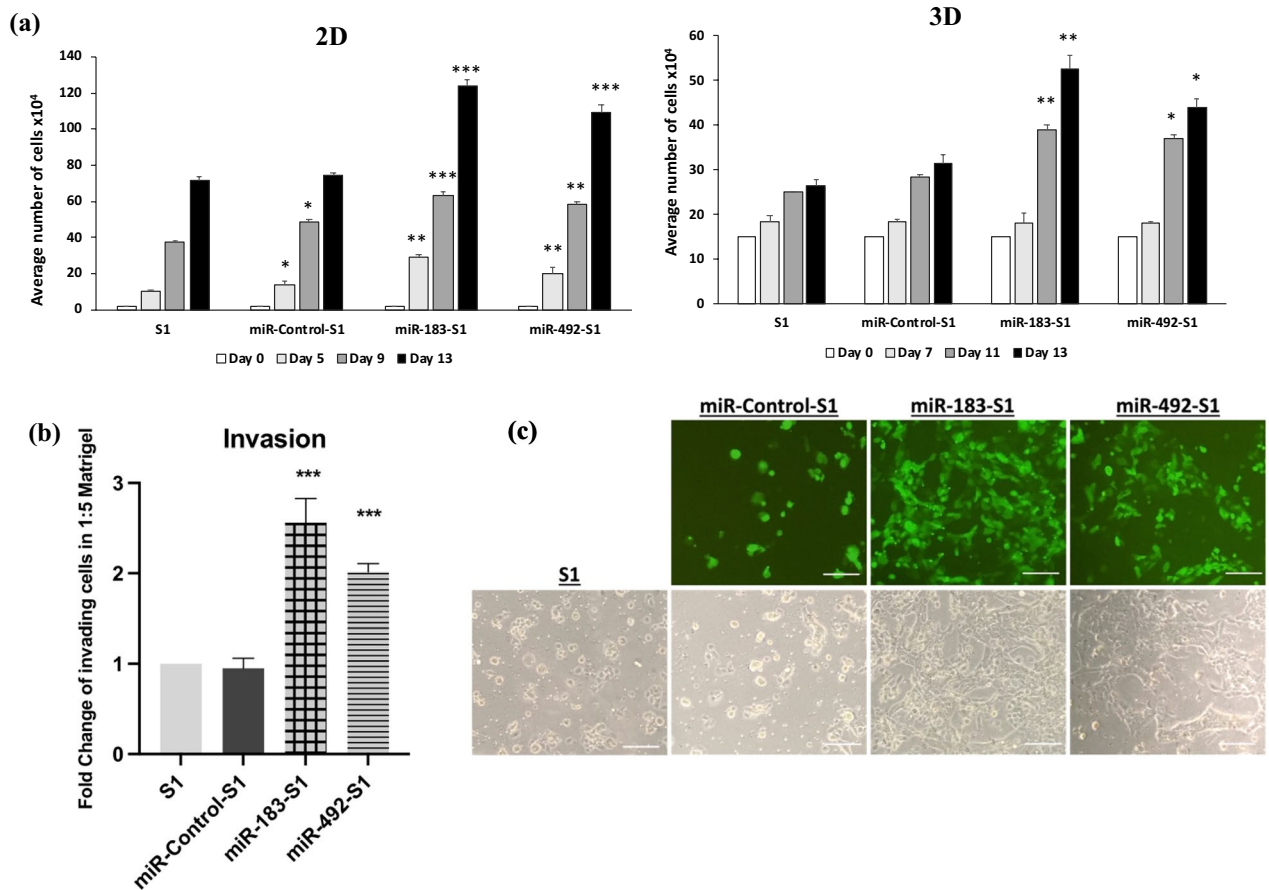 (a)
2D
Average number of cells x10⁴
140
120
100
80
60
40
20
0
*
*
**
***
***
**
**
***
S1
miR-Control-S1
miR-183-S1
miR-492-S1
Day 0
Day 5
Day 9
Day 13
3D
Average number of cells x10⁴
60
50
40
30
20
10
0
**
**
*
*
S1
miR-Control-S1
miR-183-S1
miR-492-S1
Day 0
Day 7
Day 11
Day 13
(b)
Invasion
Fold Change of invading cells in 1:5 Matrigel
3
2
1
0
***
***
S1
miR-Control-S1
miR-183-S1
miR-492-S1
(c)
miR-Control-S1
miR-183-S1
miR-492-S1
S1